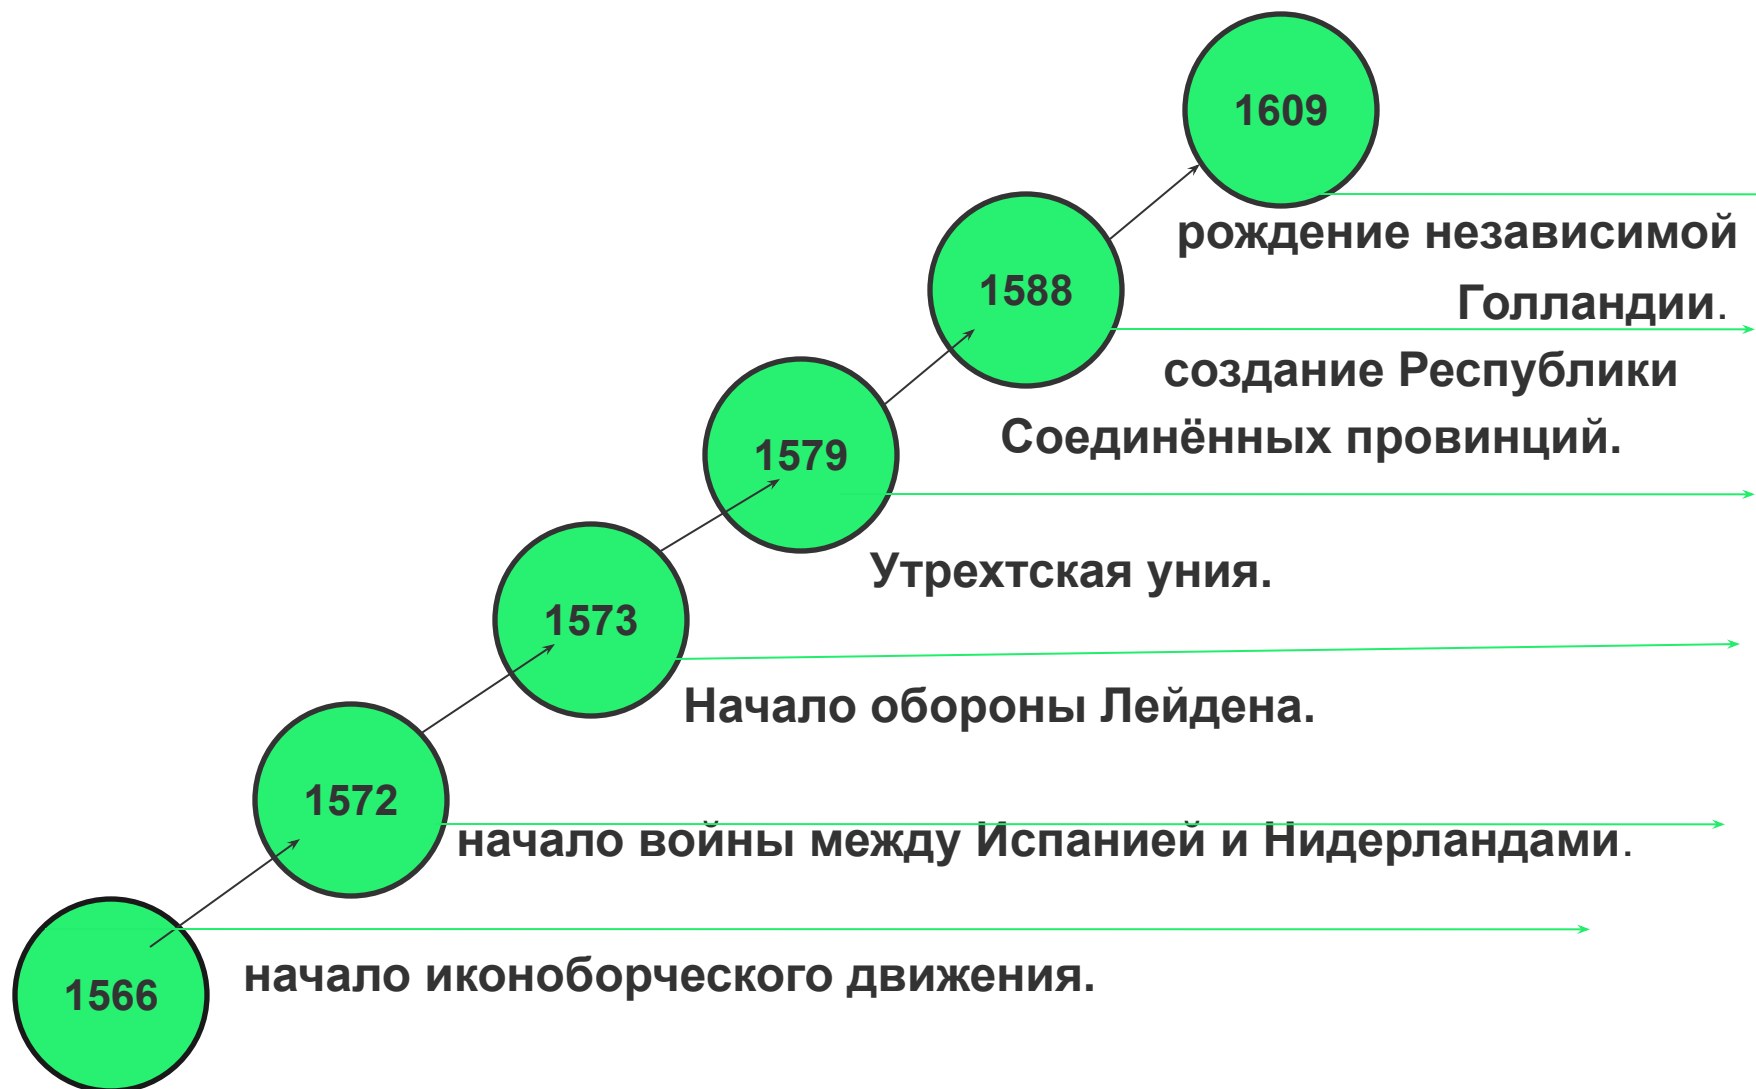 1609
рождение независимой
Голландии.
1588
создание Республики
Соединённых провинций.
1579
Утрехтская уния.
1573
Начало обороны Лейдена.
1572
начало войны между Испанией и Нидерландами.
1566
начало иконоборческого движения.